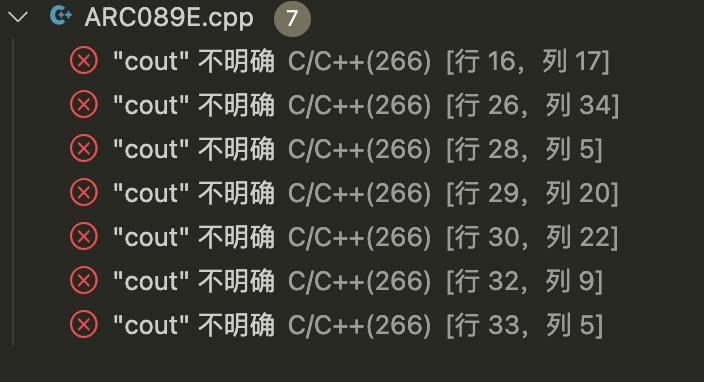 ARC089E.cpp 7
"cout" 不明确 C/C++(266) [行 16，列 17]
"cout" 不明确 C/C++(266) [行 26，列 34]
"cout" 不明确 C/C++(266) [行 28，列 5]
"cout" 不明确 C/C++(266) [行 29，列 20]
"cout" 不明确 C/C++(266) [行 30，列 22]
"cout" 不明确 C/C++(266) [行 32，列 9]
"cout" 不明确 C/C++(266) [行 33，列 5]